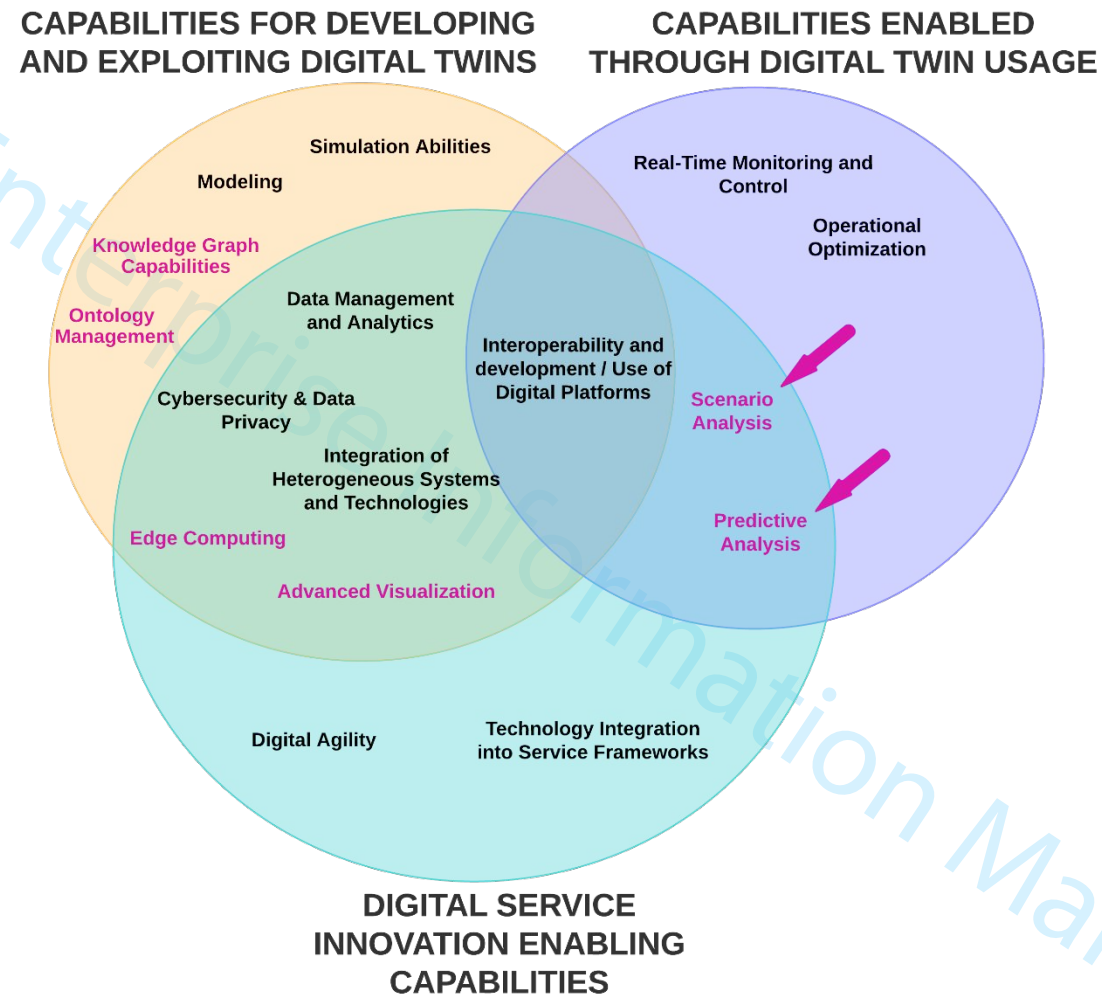 CAPABILITIES FOR DEVELOPING
AND EXPLOITING DIGITAL TWINS
CAPABILITIES ENABLED
THROUGH DIGITAL TWIN USAGE
Simulation Abilities
Modeling
Knowledge Graph
Capabilities
Ontology
Management
Real-Time Monitoring and
Control
Operational
Optimization
Data Management
and Analytics
Cybersecurity & Data
Privacy
Integration of
Heterogeneous Systems
and Technologies
Edge Computing
Advanced Visualization
Interoperability and
development / Use of
Digital Platforms
Scenario
Analysis
Predictive
Analysis
Digital Agility
Technology Integration
into Service Frameworks
DIGITAL SERVICE
INNOVATION ENABLING
CAPABILITIES
Enterprise Information Ma